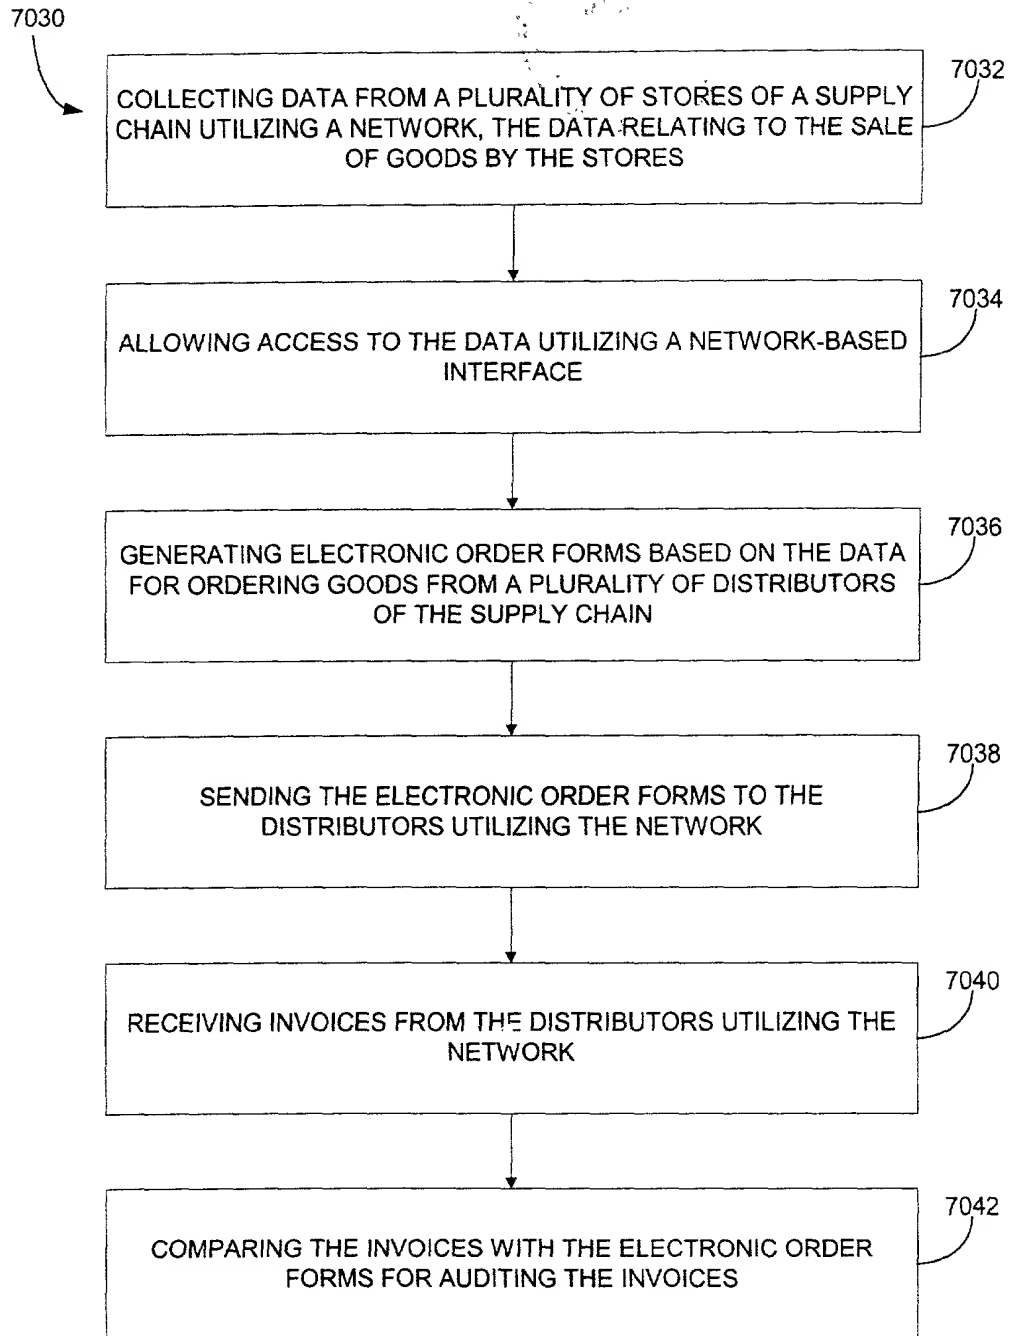 7030
7032
COLLECTING DATA FROM A PLURALITY OF STORES OF A SUPPLY
CHAIN UTILIZING A NETWORK, THE DATA RELATING TO THE SALE
OF GOODS BY THE STORES
7034
ALLOWING ACCESS TO THE DATA UTILIZING A NETWORK-BASED
INTERFACE
7036
GENERATING ELECTRONIC ORDER FORMS BASED ON THE DATA
FOR ORDERING GOODS FROM A PLURALITY OF DISTRIBUTORS
OF THE SUPPLY CHAIN
7038
SENDING THE ELECTRONIC ORDER FORMS TO THE
DISTRIBUTORS UTILIZING THE NETWORK
7040
RECEIVING INVOICES FROM THE DISTRIBUTORS UTILIZING THE
NETWORK
7042
COMPARING THE INVOICES WITH THE ELECTRONIC ORDER
FORMS FOR AUDITING THE INVOICES